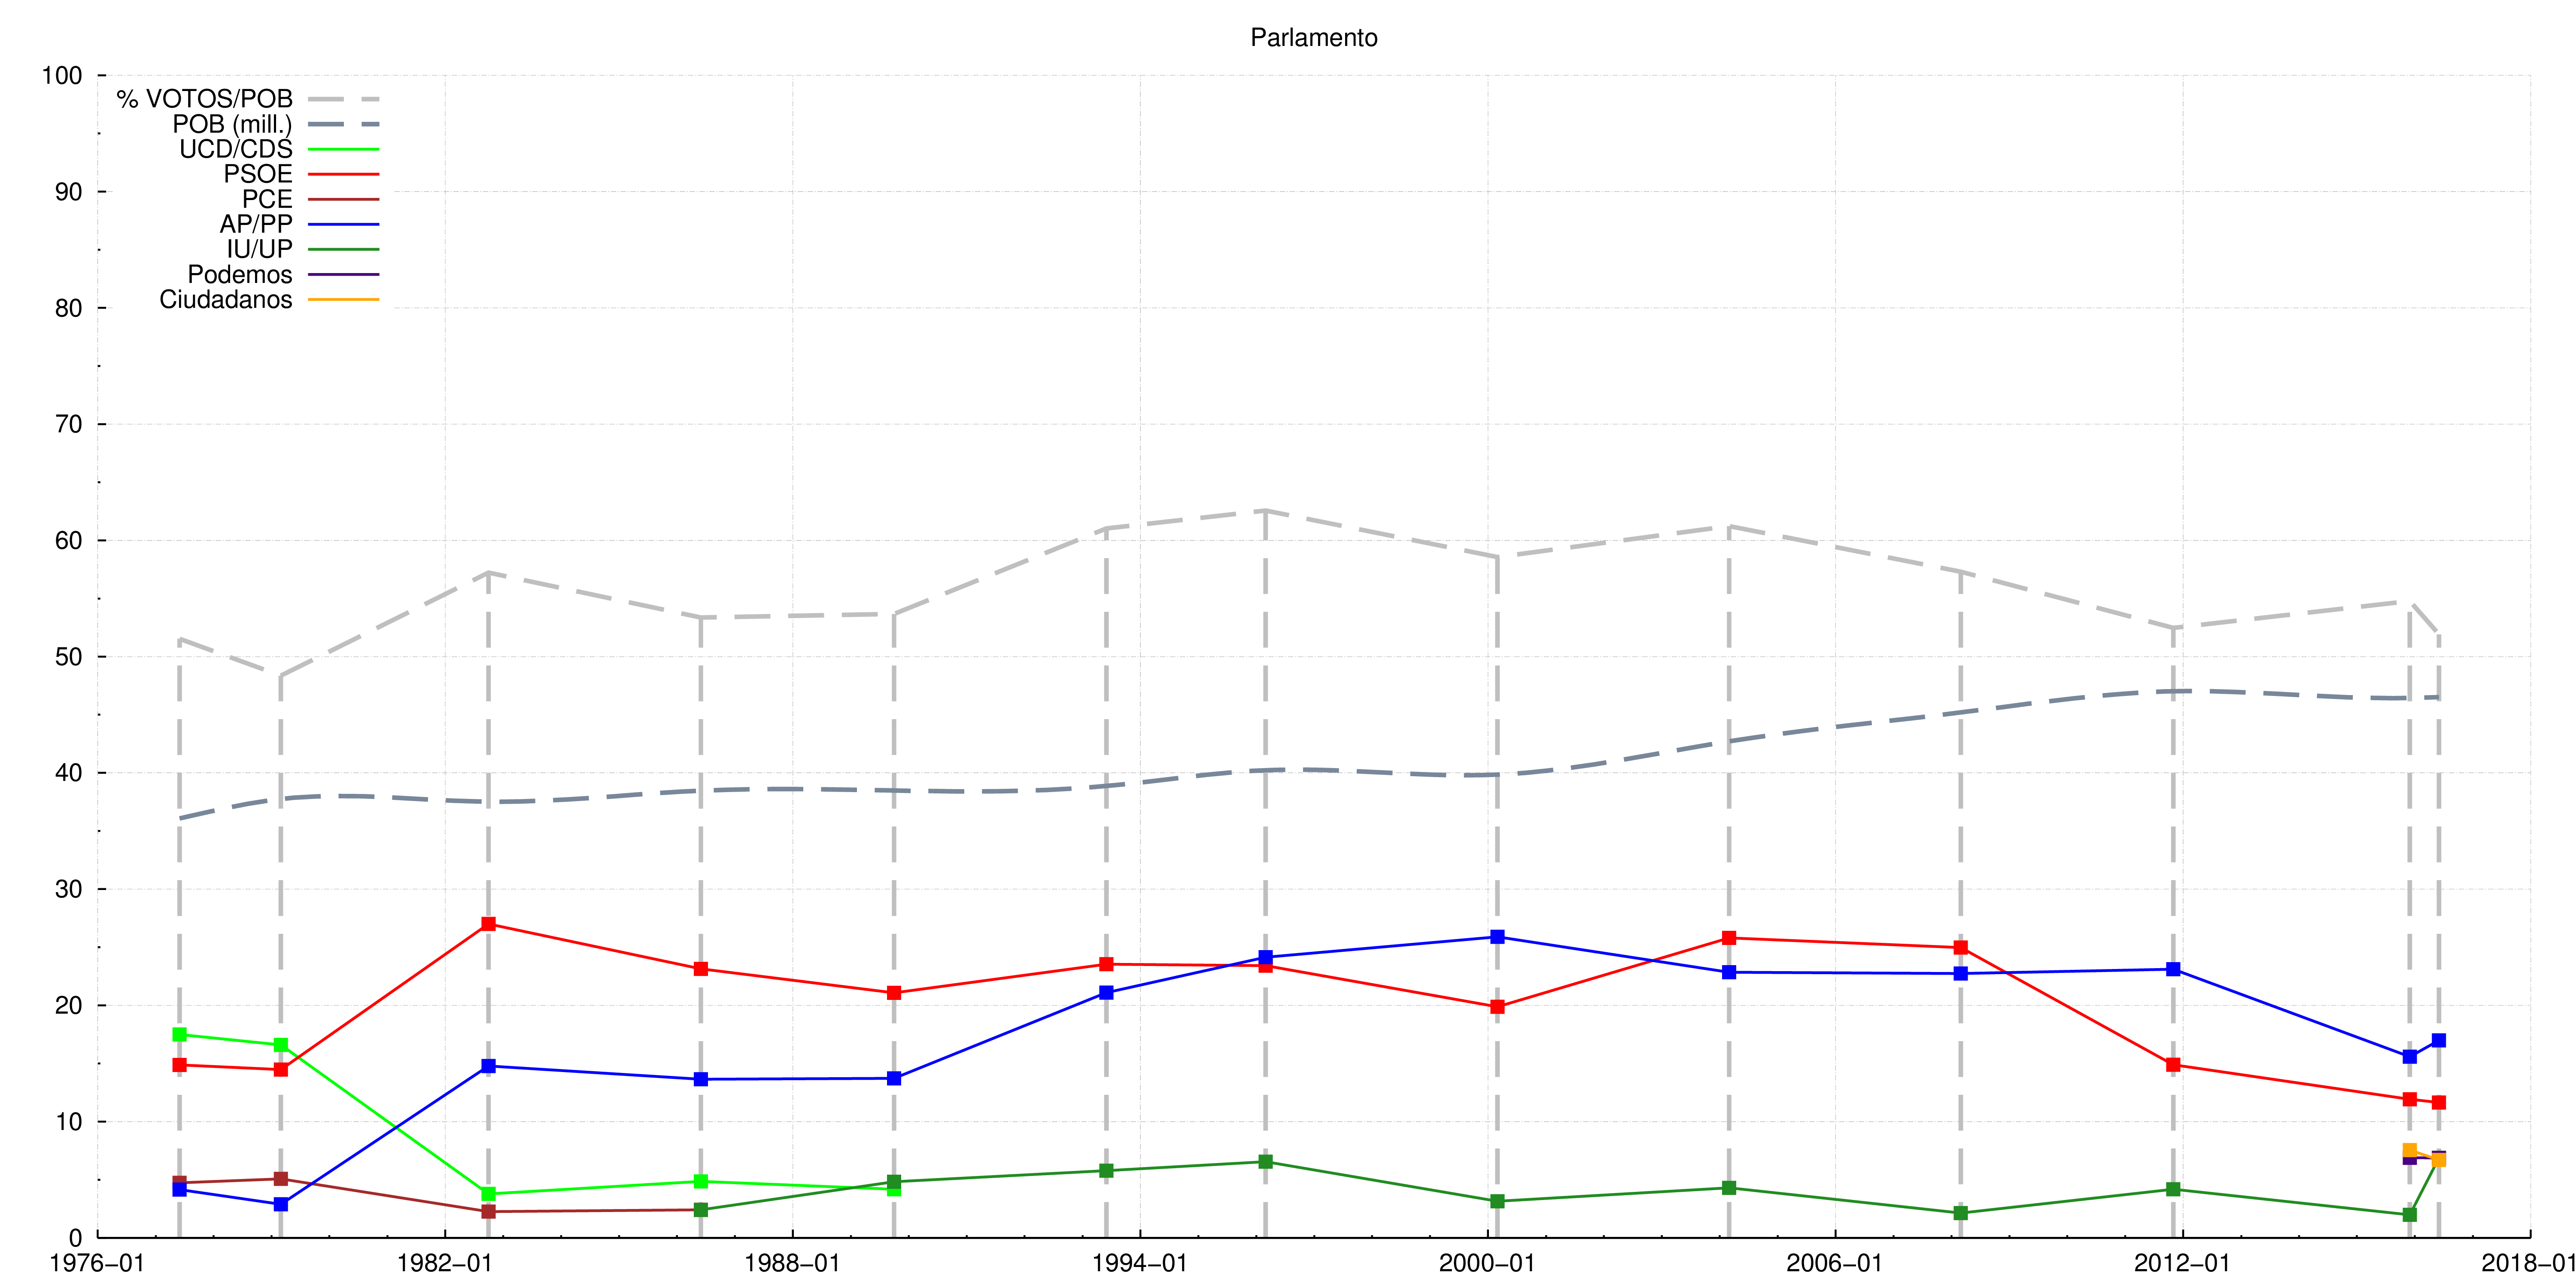 Parlamento
100
% VOTOS/POB
POB (mill.)
UCD/CDS
PSOE
PCE
AP/PP
IU/UP
Podemos
Ciudadanos
90
80
70
60
50
40
30
20
10
0
1976–01 1982–01 1988–01 1994–01 2000–01 2006–01 2012–01 2018–01